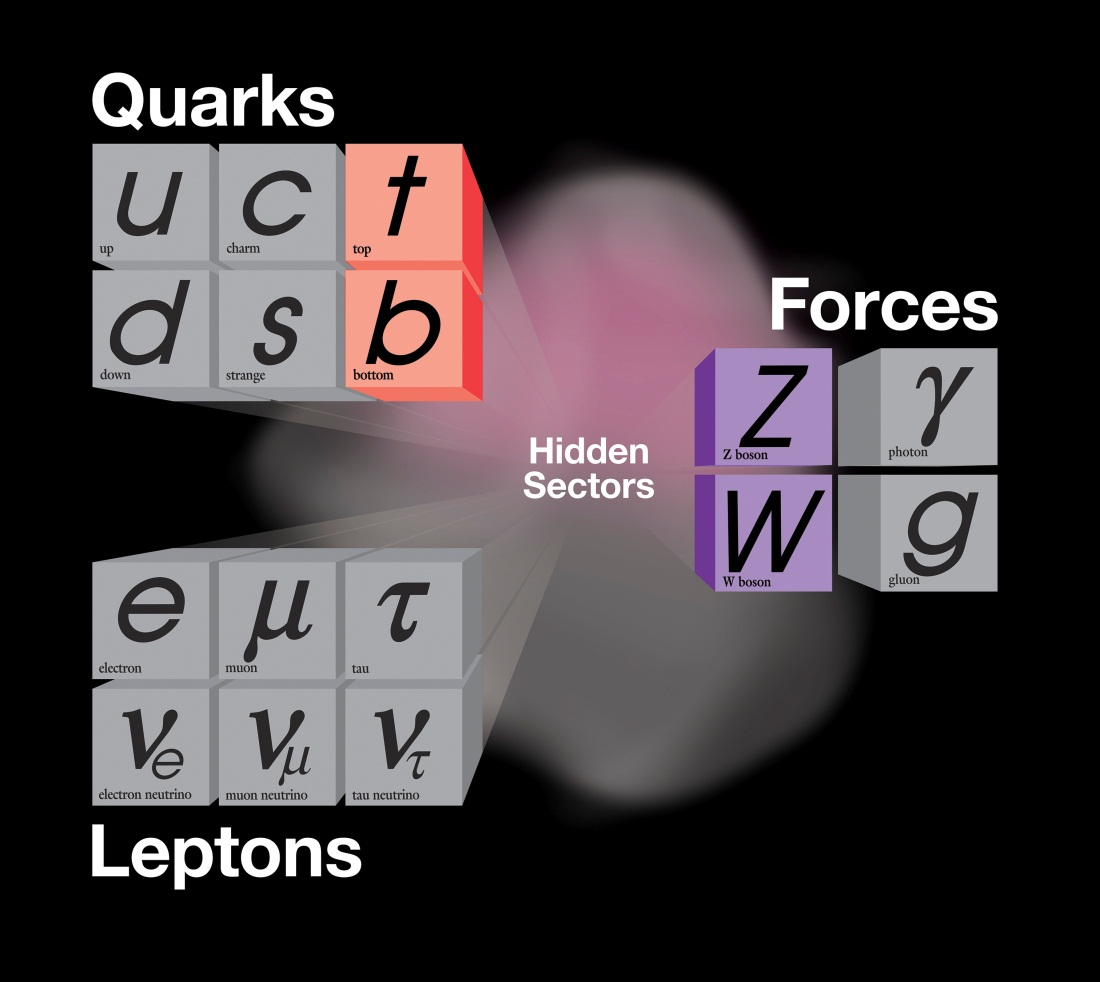 Quarks
u
up
c
charm
t
top
d
down
s
strange
b
bottom
Forces
Z
Z boson
γ
photon
W
W boson
g
gluon
Hidden
Sectors
e
electron
μ
muon
τ
tau
νe
electron neutrino
νμ
muon neutrino
ντ
tau neutrino
Leptons